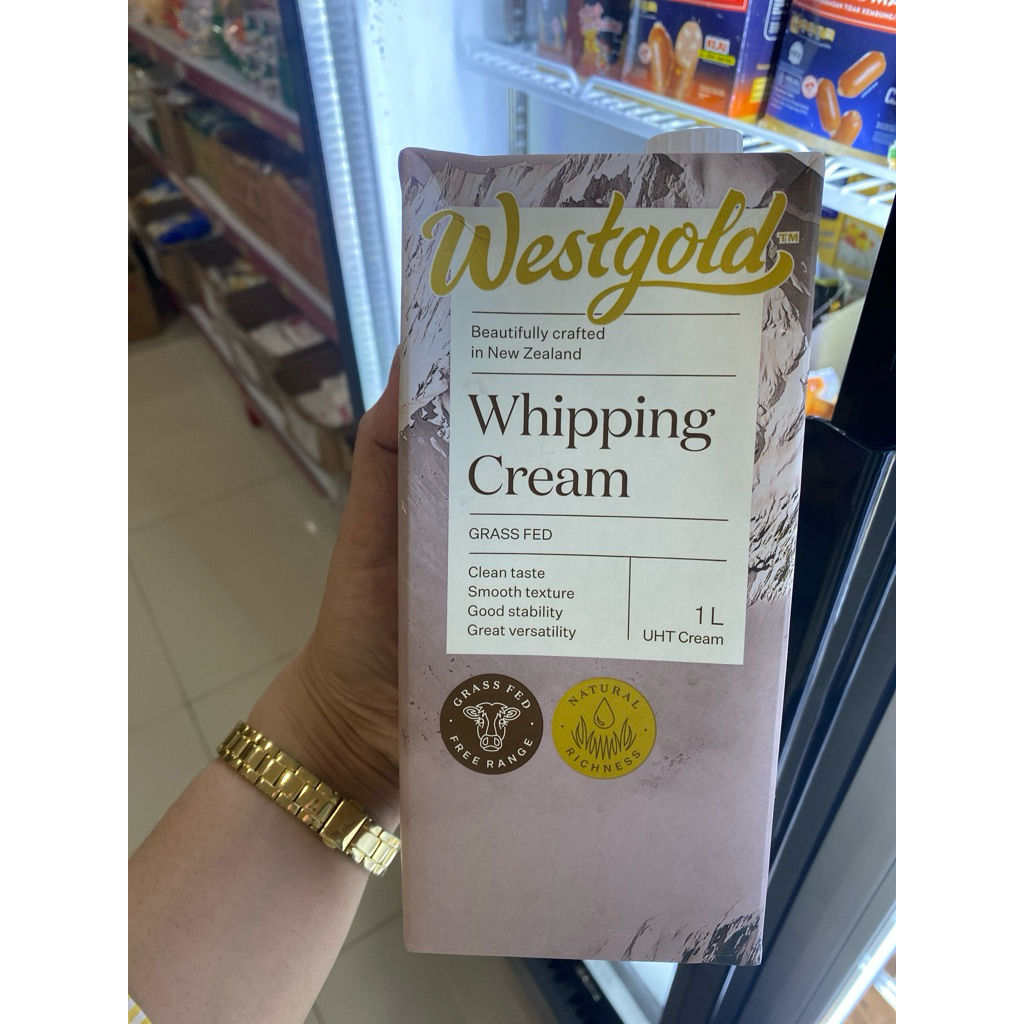 Westgold™
Beautifully crafted
in New Zealand
Whipping
Cream
GRASS FED
Clean taste
Smooth texture
Good stability
Great versatility
1 L
UHT Cream
GRASS FED
FREE RANGE
NATURAL
RICHNESS